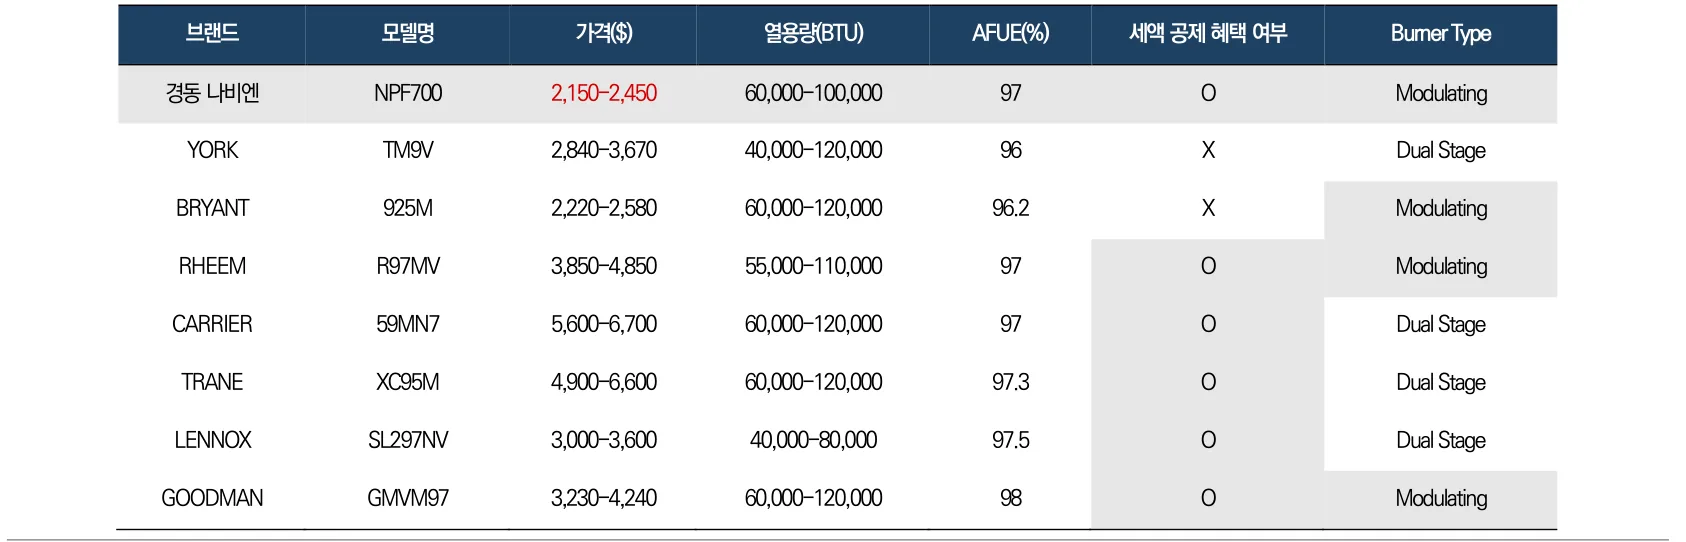 브랜드 모델명 가격($) 열용량(BTU) AFUE(%) 세액 공제 혜택 여부 Burner Type
경동 나비엔 NPF700 2,150-2,450 60,000-100,000 97 O Modulating
YORK TM9V 2,840-3,670 40,000-120,000 96 X Dual Stage
BRYANT 925M 2,220-2,580 60,000-120,000 96.2 X Modulating
RHEEM R97MV 3,850-4,850 55,000-110,000 97 O Modulating
CARRIER 59MN7 5,600-6,700 60,000-120,000 97 O Dual Stage
TRANE XC95M 4,900-6,600 60,000-120,000 97.3 O Dual Stage
LENNOX SL297NV 3,000-3,600 40,000-80,000 97.5 O Dual Stage
GOODMAN GMVM97 3,230-4,240 60,000-120,000 98 O Modulating